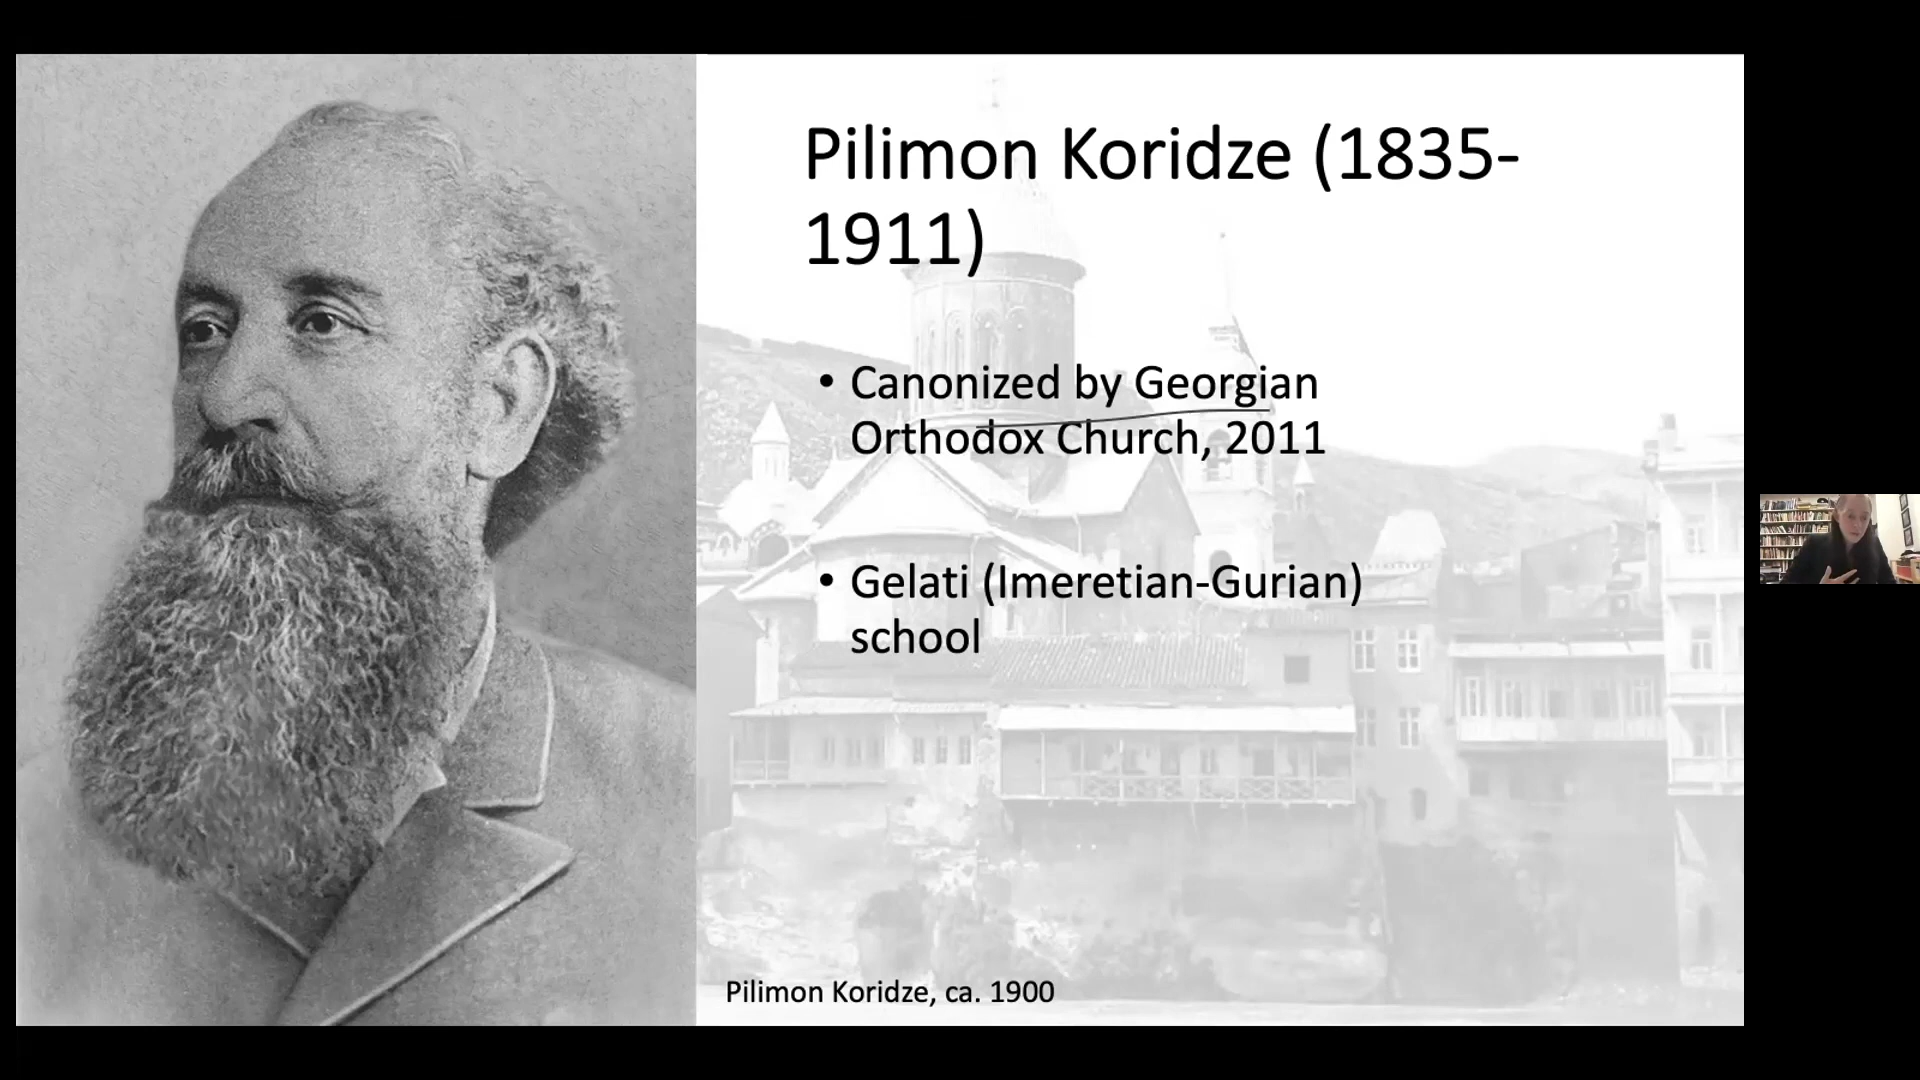 Pilimon Koridze (1835-
1911)
• Canonized by Georgian
Orthodox Church, 2011
• Gelati (Imeretian-Gurian)
school
Pilimon Koridze, ca. 1900